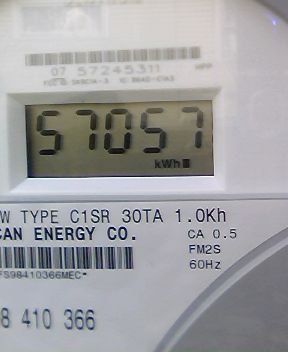 07 57245311
57057
kWh
W TYPE C1SR 30TA 1.0Kh
CAN ENERGY CO.
CA 0.5
FM2S
60Hz
FS98410366MEC*
8 410 366